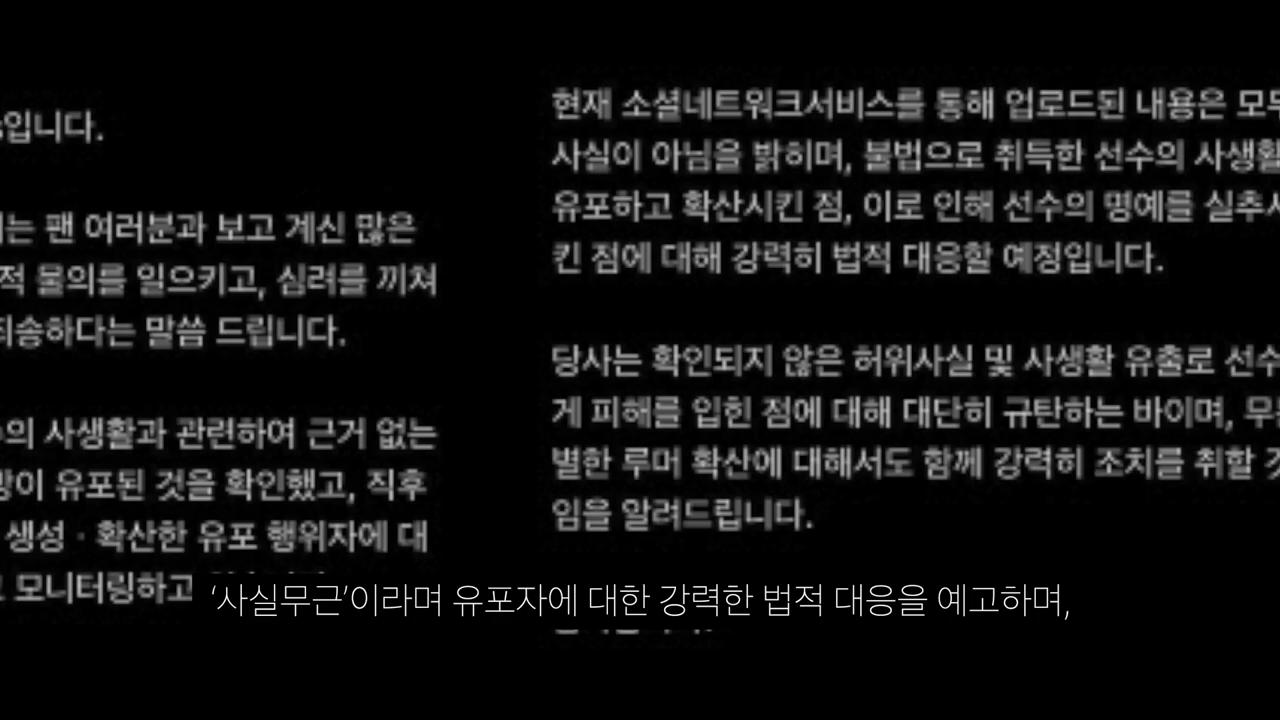 입니다.
는 팬 여러분과 보고 계신 많은
적 물의를 일으키고, 심려를 끼쳐
죄송하다는 말씀 드립니다.
의 사생활과 관련하여 근거 없는
이 유포된 것을 확인했고, 직후
생성 · 확산한 유포 행위자에 대
모니터링하고
현재 소셜네트워크서비스를 통해 업로드된 내용은 모두
사실이 아님을 밝히며, 불법으로 취득한 선수의 사생활
유포하고 확산시킨 점, 이로 인해 선수의 명예를 실추시
킨 점에 대해 강력히 법적 대응할 예정입니다.
당사는 확인되지 않은 허위사실 및 사생활 유출로 선수
게 피해를 입힌 점에 대해 대단히 규탄하는 바이며, 무
별한 루머 확산에 대해서도 함께 강력히 조치를 취할
임을 알려드립니다.
‘사실무근’이라며 유포자에 대한 강력한 법적 대응을 예고하며,